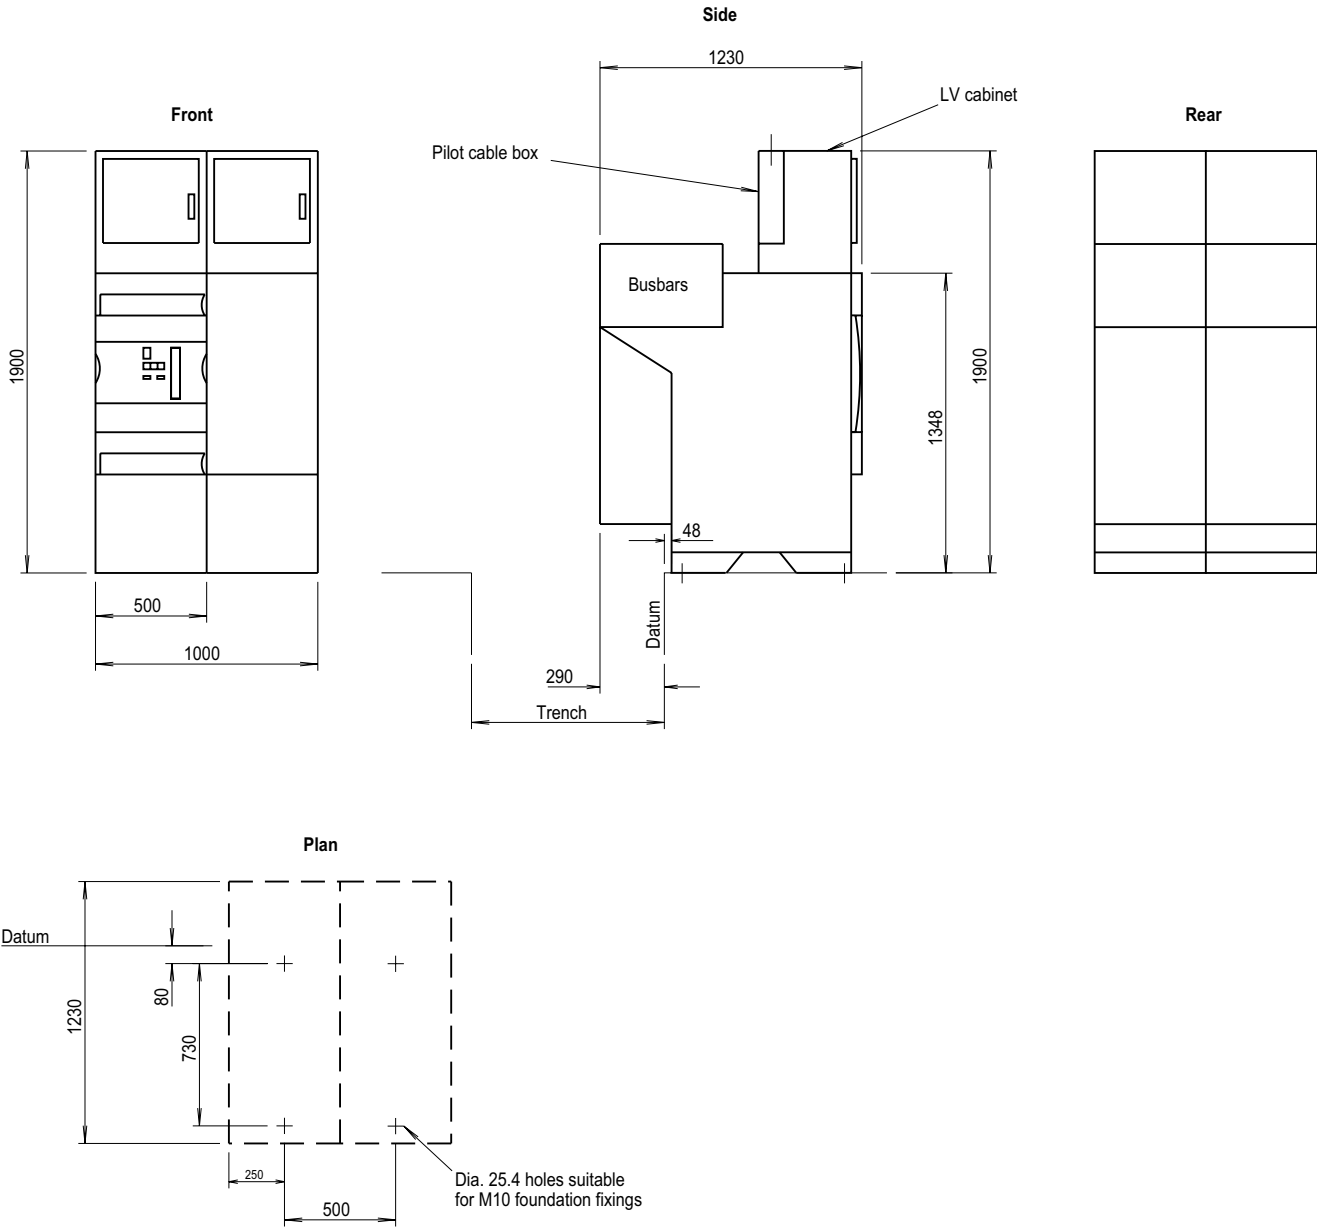 Side
1230
LV cabinet
Front
Rear
Pilot cable box
Busbars
1900
1900
1348
48
500
Datum
1000
290
Trench
Plan
Datum
80
1230
730
250
Dia. 25.4 holes suitable
for M10 foundation fixings
500